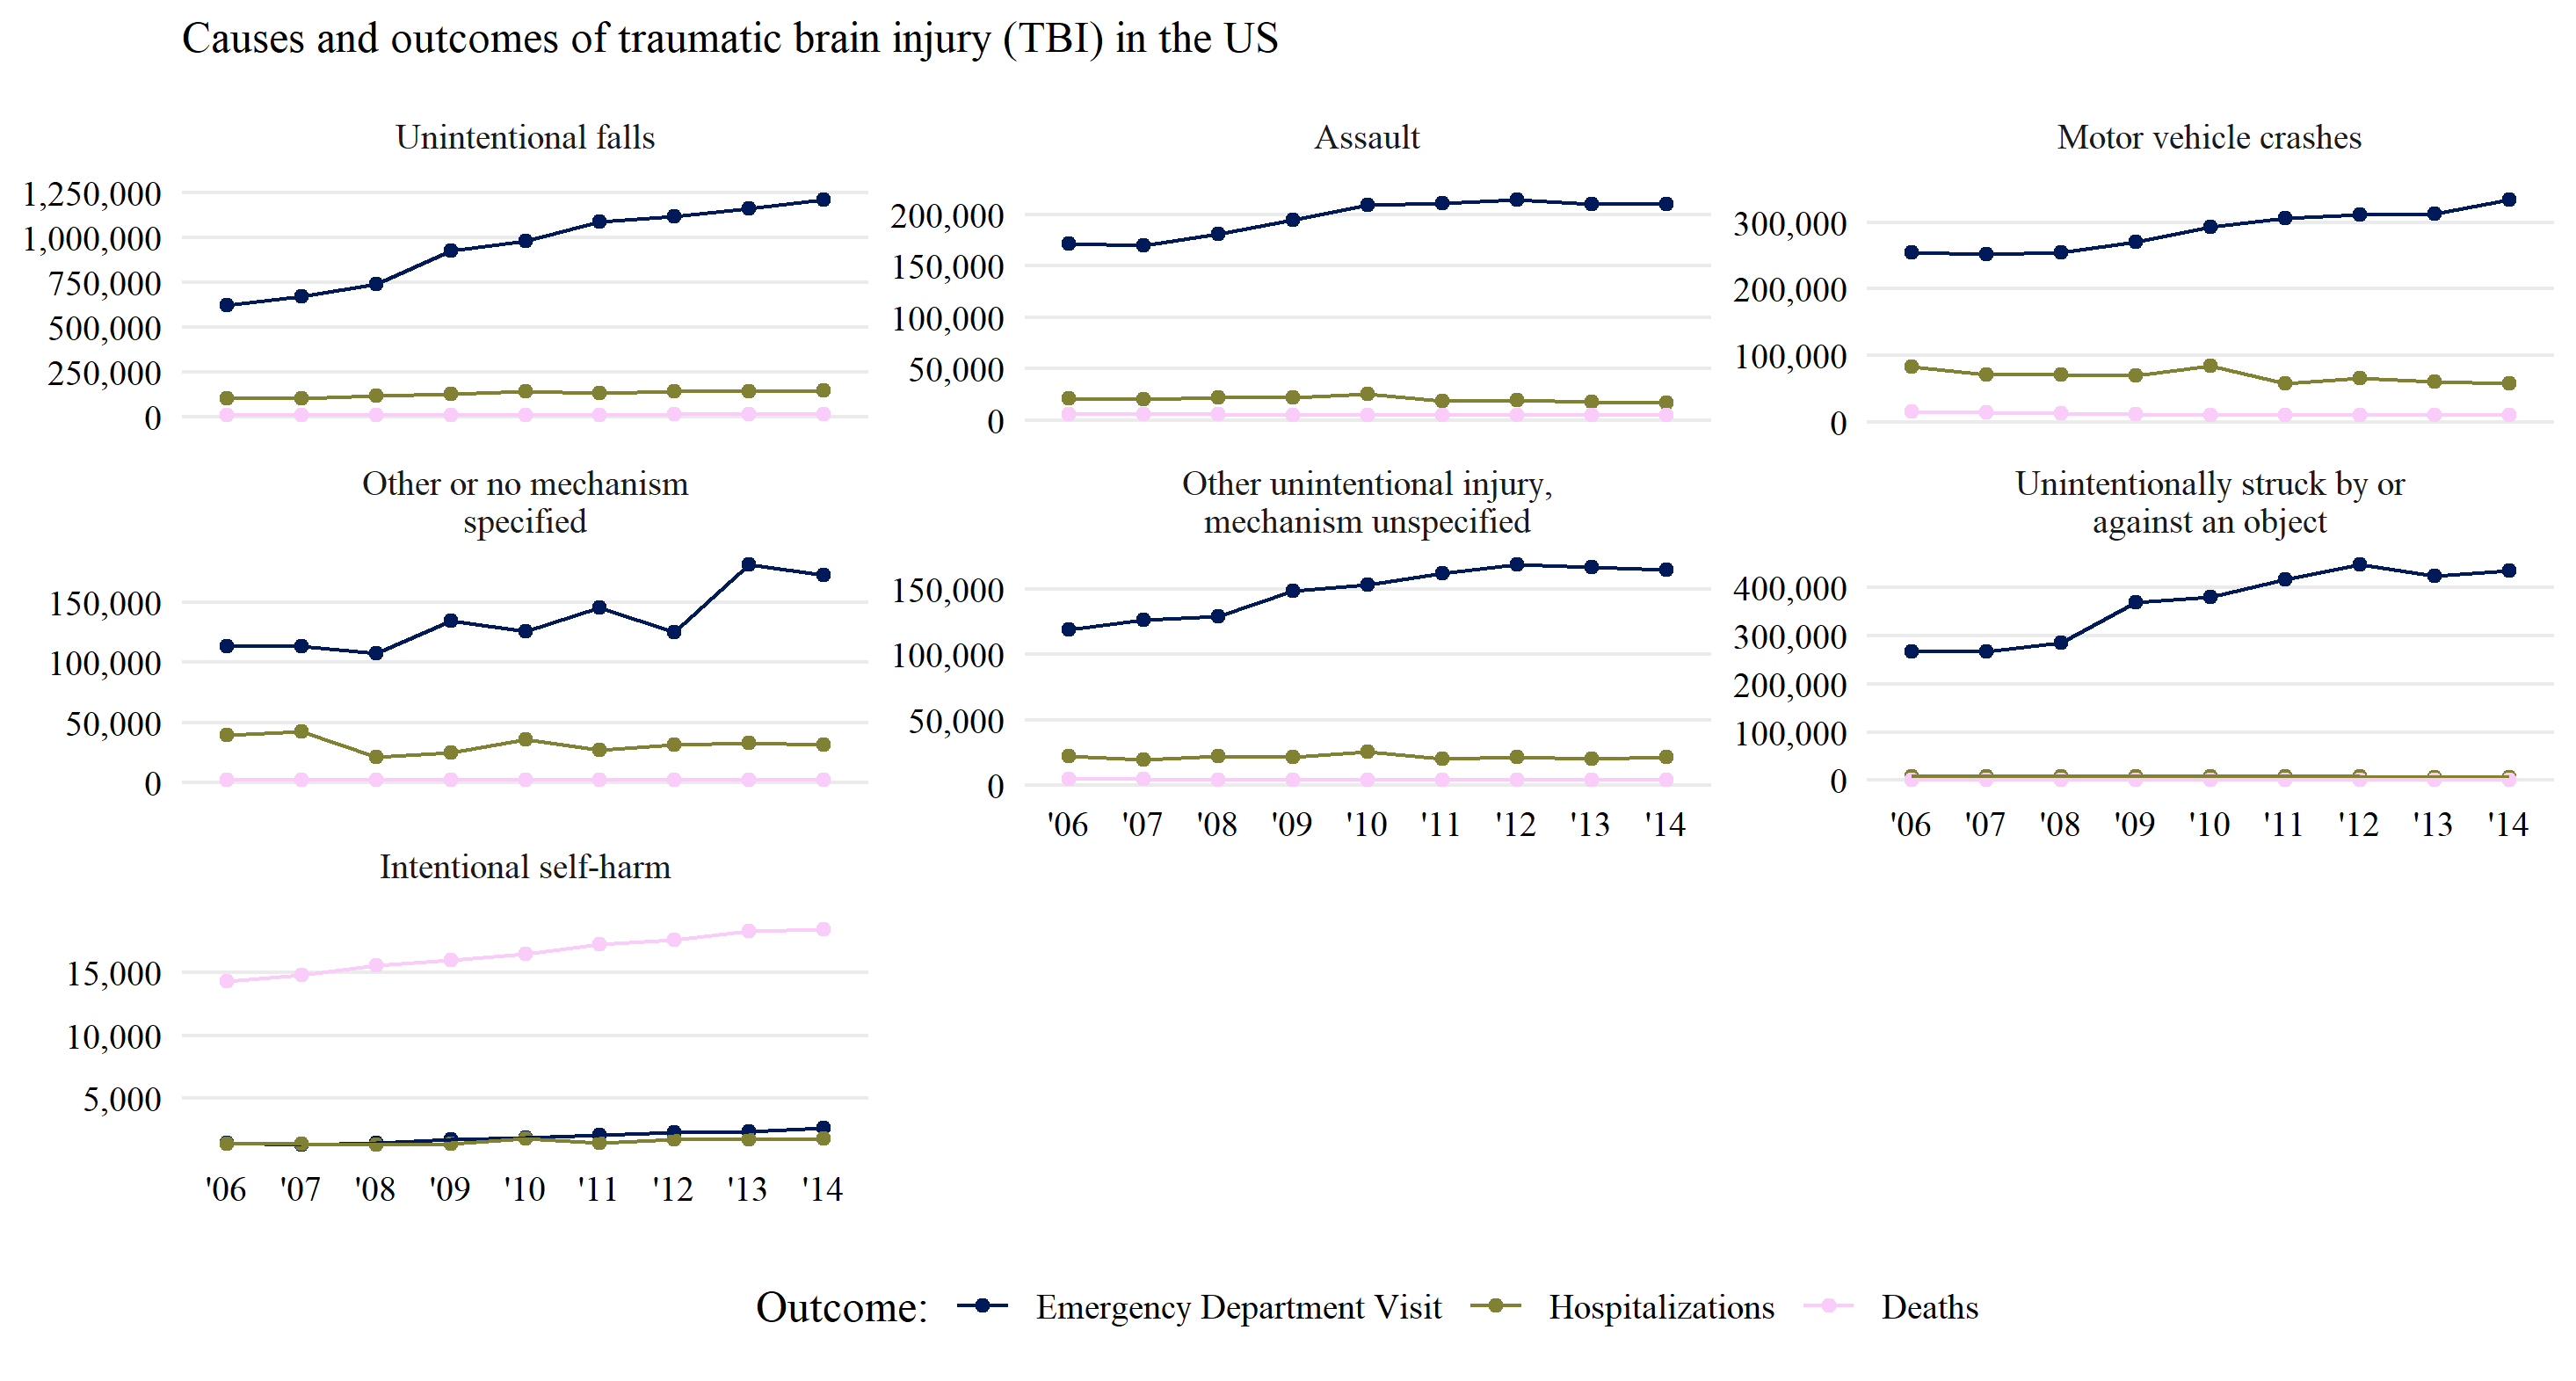 Causes and outcomes of traumatic brain injury (TBI) in the US
Unintentional falls
1,250,000
1,000,000
750,000
500,000
250,000
0
Assault
200,000
150,000
100,000
50,000
0
Motor vehicle crashes
300,000
200,000
100,000
0
Other or no mechanism
specified
150,000
100,000
50,000
0
Other unintentional injury,
mechanism unspecified
150,000
100,000
50,000
0
'06 '07 '08 '09 '10 '11 '12 '13 '14
Unintentionally struck by or
against an object
400,000
300,000
200,000
100,000
0
'06 '07 '08 '09 '10 '11 '12 '13 '14
Intentional self-harm
15,000
10,000
5,000
'06 '07 '08 '09 '10 '11 '12 '13 '14
Outcome: Emergency Department Visit Hospitalizations Deaths